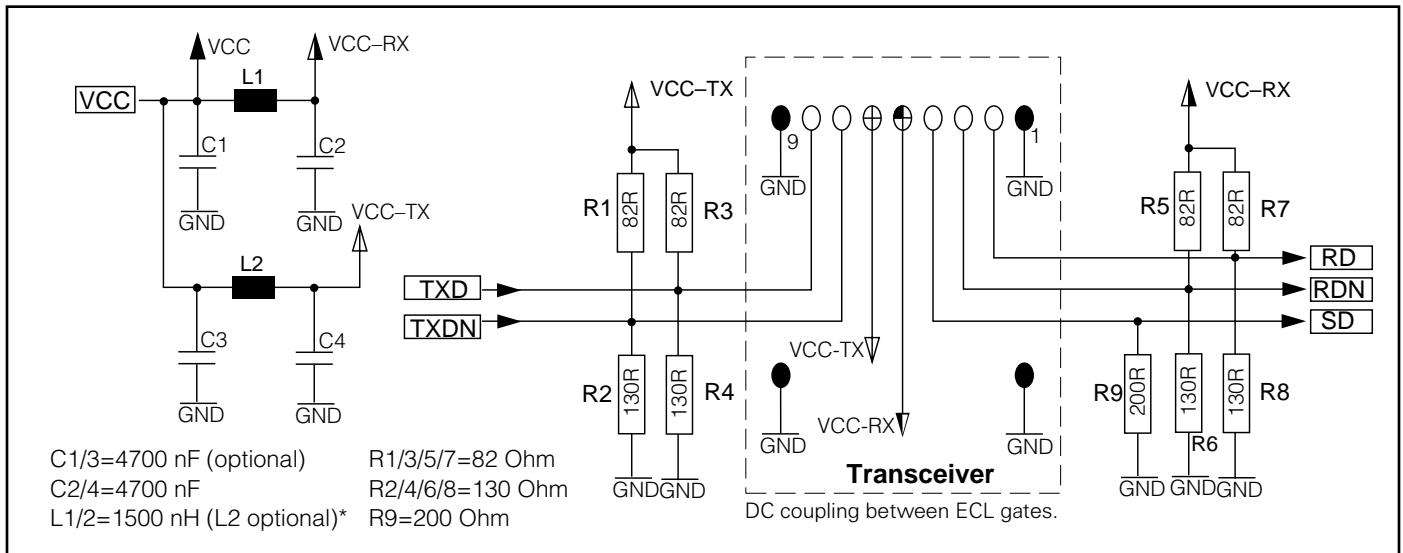 VCC
VCC–RX
L1
VCC
C1
C2
GND
GND
VCC–TX
L2
C3
C4
GND
GND
C1/3=4700 nF (optional)
C2/4=4700 nF
L1/2=1500 nH (L2 optional)*
R1/3/5/7=82 Ohm
R2/4/6/8=130 Ohm
R9=200 Ohm
VCC–TX
R1
82R
82R
R3
TXD
TXDN
R2
130R
130R
R4
GND
GND
9
1
GND
GND
VCC-TX
VCC-RX
GND
GND
Transceiver
DC coupling between ECL gates.
VCC–RX
R5
82R
82R
R7
RD
RDN
SD
R9
200R
130R
130R
R8
R6
GND
GND
GND